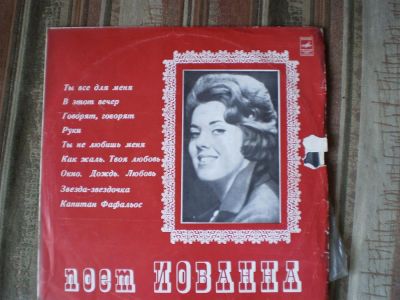 Ты все для меня
В этот вечер
Говорят, говорят
Руки
Ты не любишь меня
Как жаль. Твоя любовь
Окно. Дождь. Любовь
Звезда-звездочка
Капитан Фафальос
поет ИОВАННА